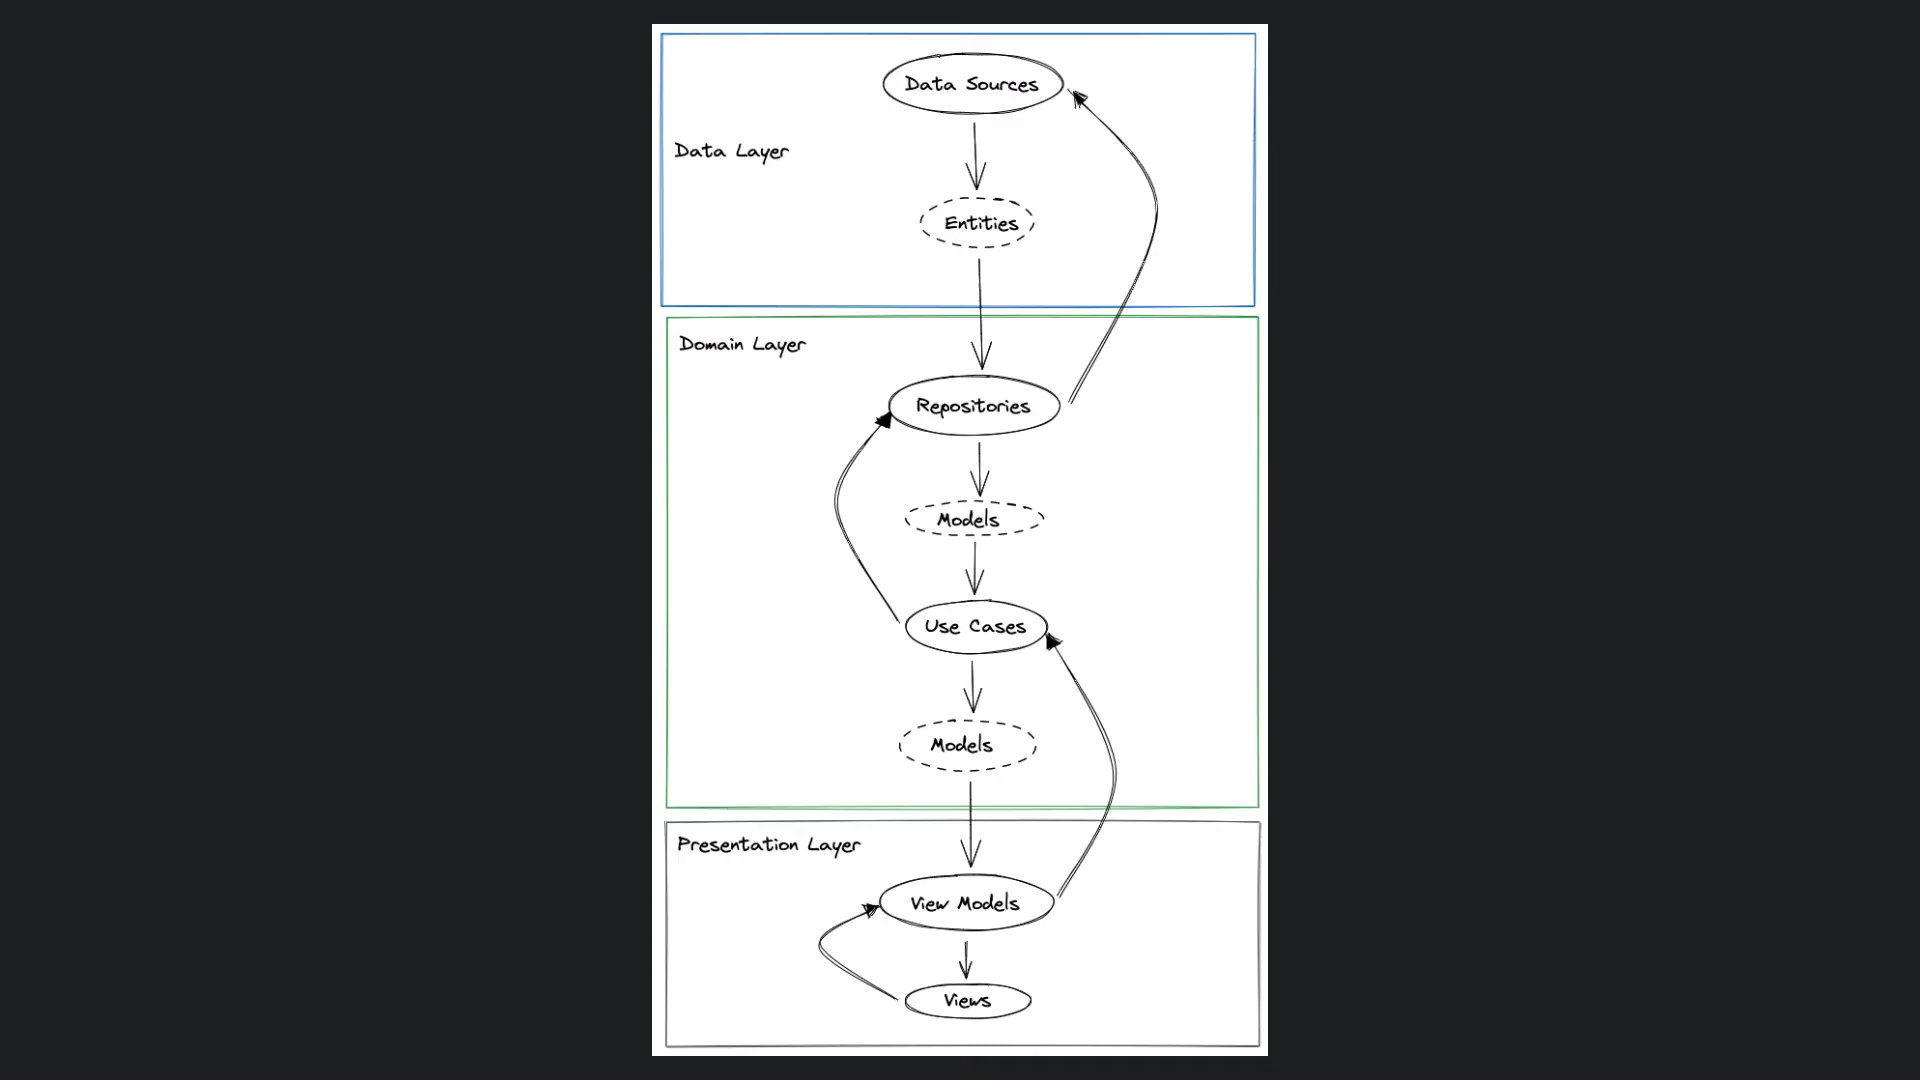 Data Sources
Data Layer
Entities
Domain Layer
Repositories
Models
Use Cases
Models
Presentation Layer
View Models
Views